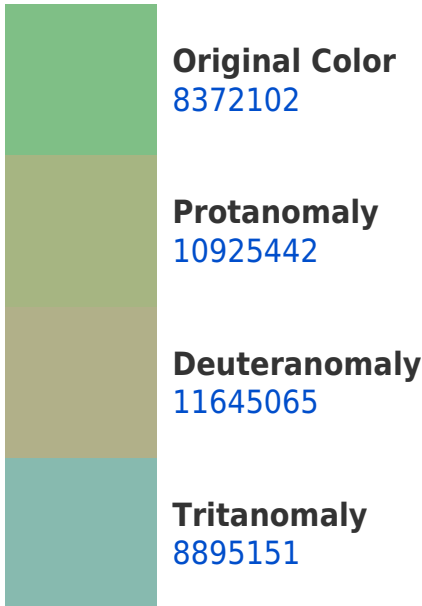 Original Color
8372102
Protanomaly
10925442
Deuteranomaly
11645065
Tritanomaly
8895151